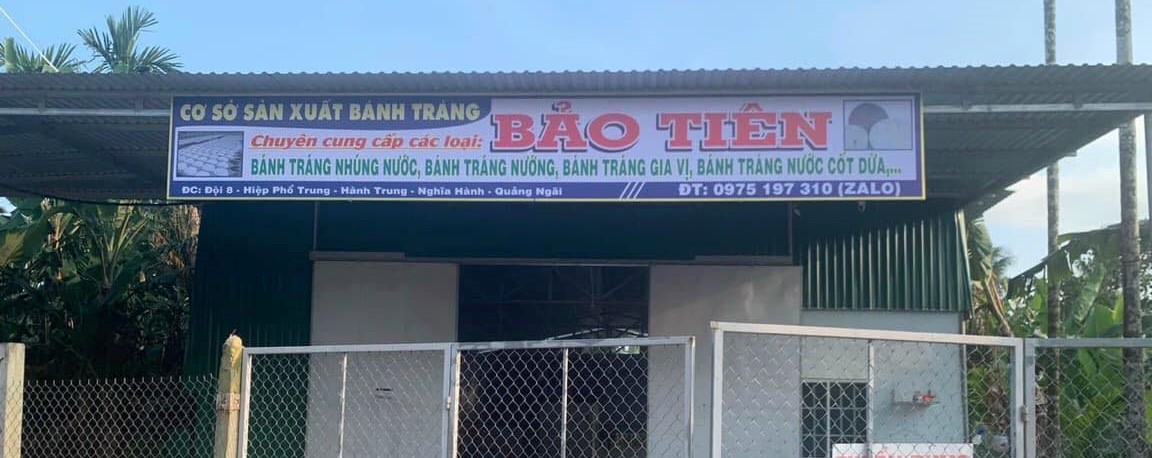 CƠ SỞ SẢN XUẤT BÁNH TRÁNG
BẢO TIÊN
Chuyên cung cấp các loại:
BÁNH TRÁNG NHÚNG NƯỚC, BÁNH TRÁNG NƯỚNG, BÁNH TRÁNG GIA VỊ, BÁNH TRÁNG NƯỚC CỐT DỪA,...
ĐC: Đội 8 - Hiệp Phổ Trung - Hành Trung - Nghĩa Hành - Quảng Ngãi
ĐT: 0975 197 310 (ZALO)